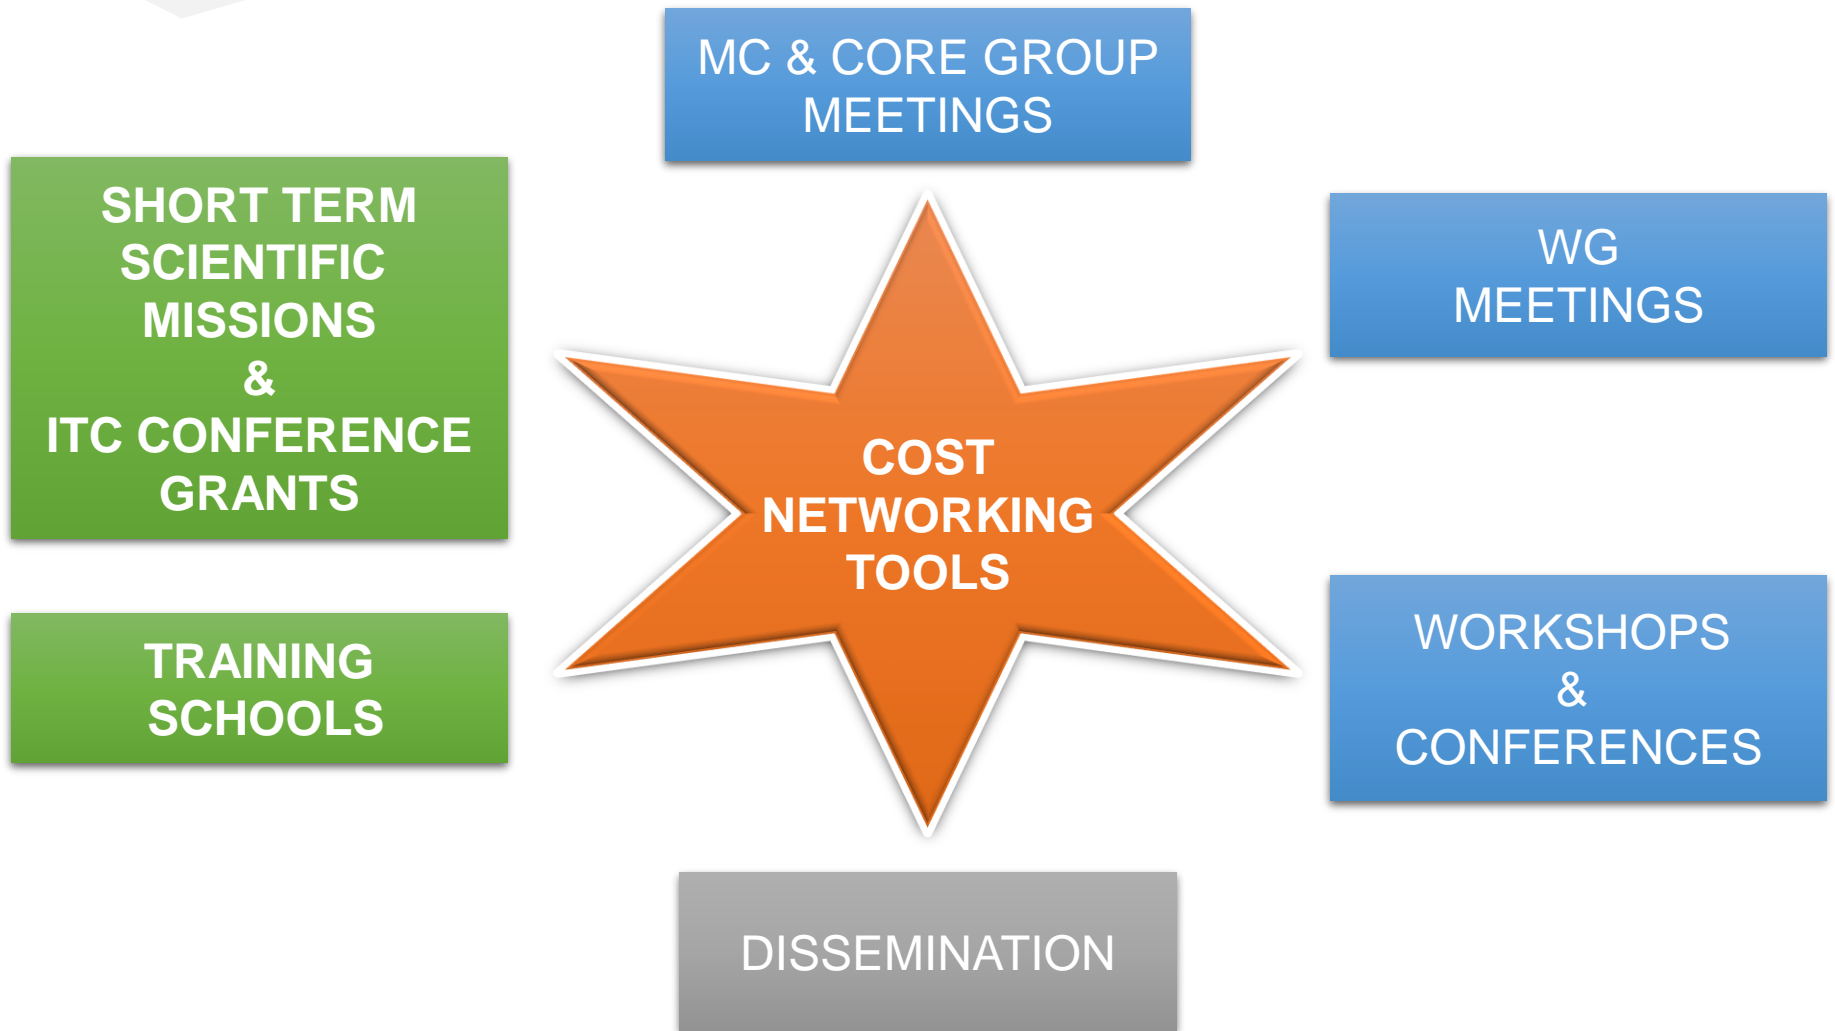 MC & CORE GROUP
MEETINGS
SHORT TERM
SCIENTIFIC
MISSIONS
&
ITC CONFERENCE
GRANTS
WG
MEETINGS
COST
NETWORKING
TOOLS
TRAINING
SCHOOLS
WORKSHOPS
&
CONFERENCES
DISSEMINATION